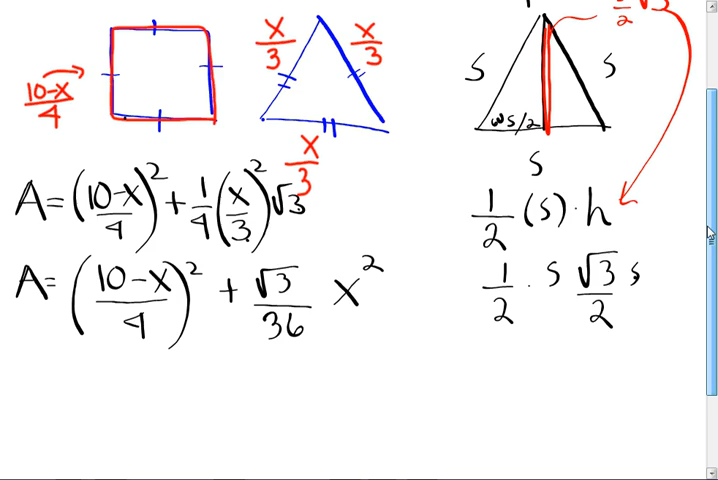 10-x/4
x/3
x/3
x/3
A = (10-x/4)² + 1/4 (x/3)² √3
A = (10-x/4)² + √3/36 x²
S
S
S/2
S
1/2 (s) · h
1/2 · s √3/2 s